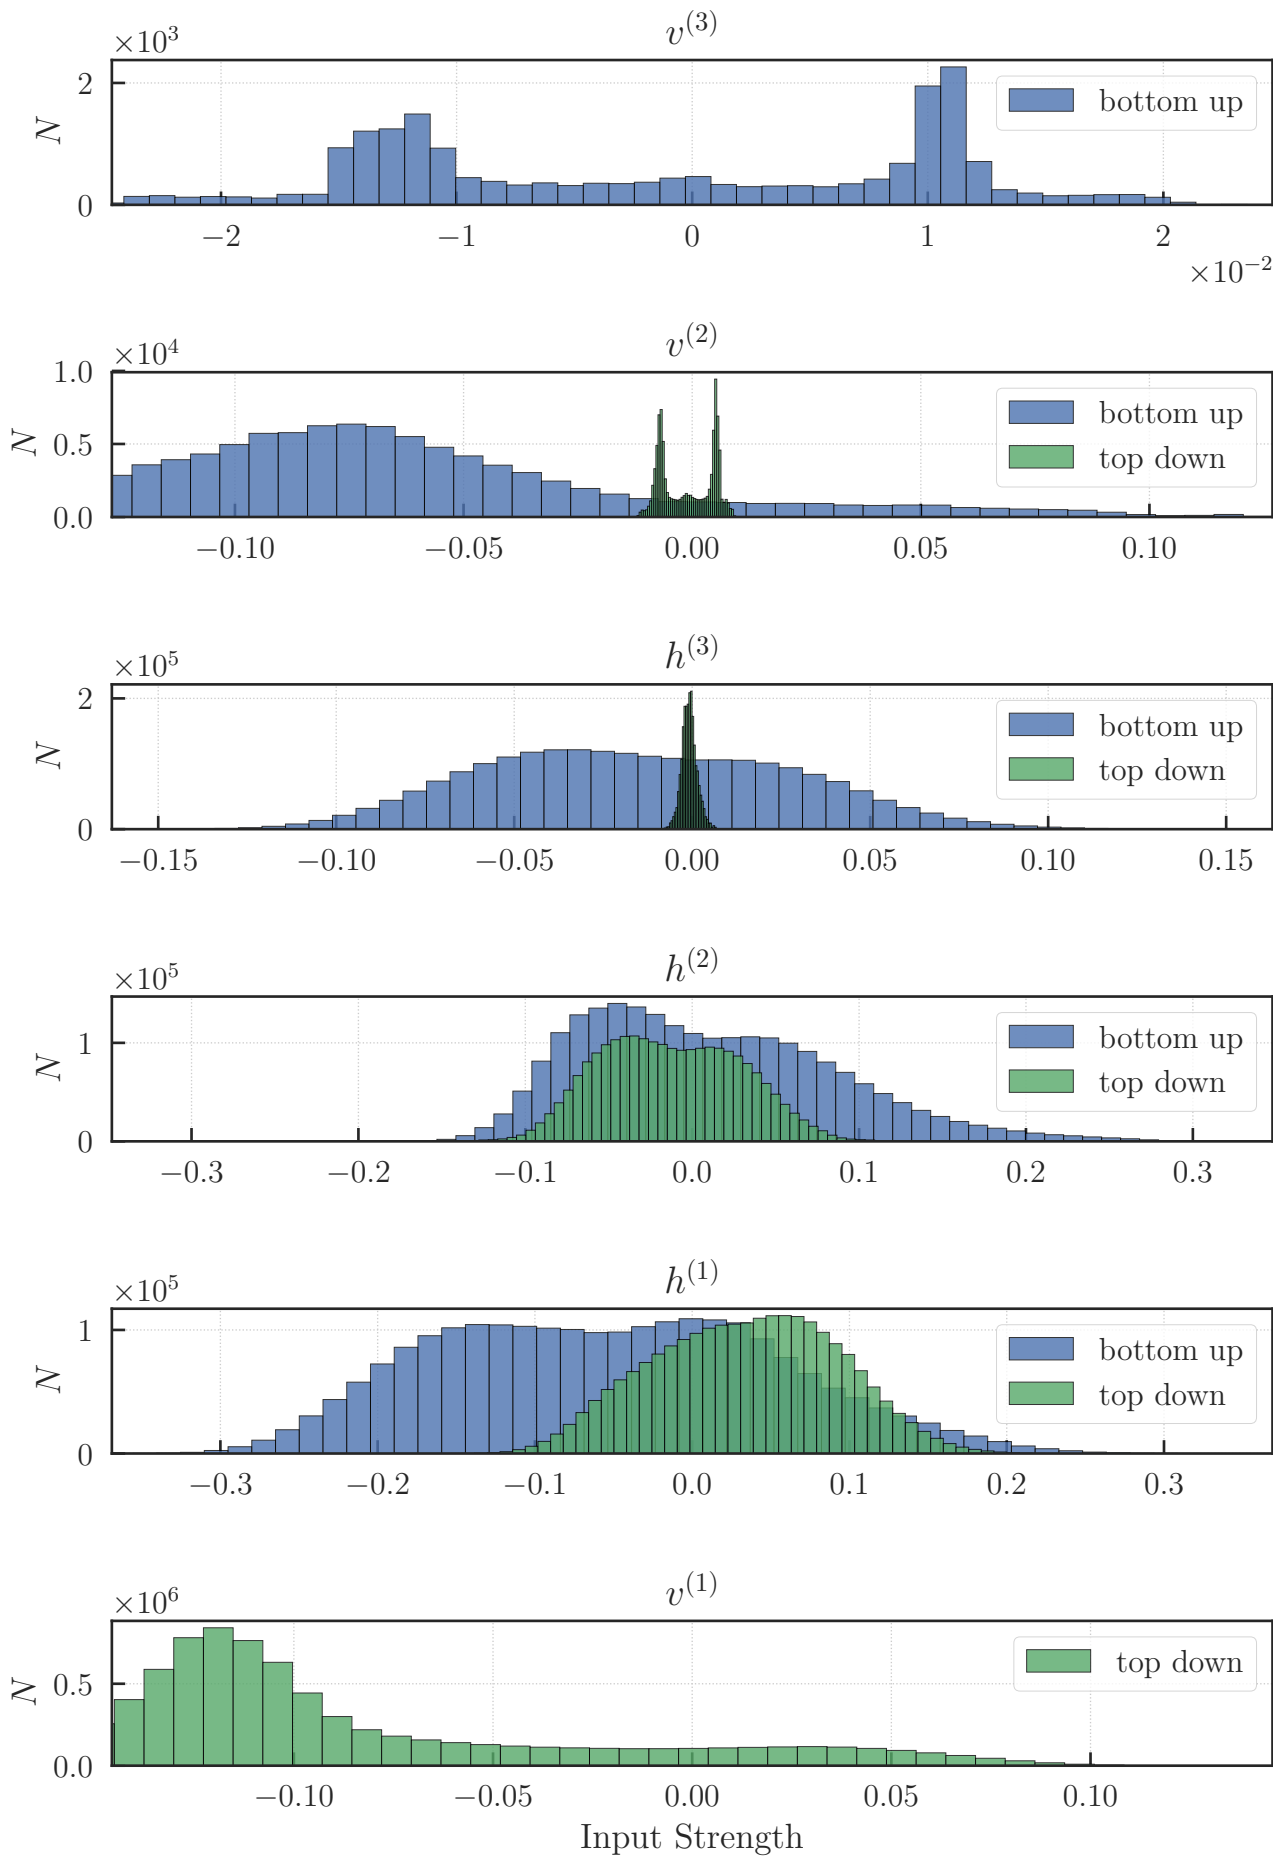 v⁽³⁾
×10³
N
2
0
bottom up
−2 −1 0 1 2
×10⁻²
v⁽²⁾
×10⁴
N
1.0
0.5
0.0
bottom up
top down
−0.10 −0.05 0.00 0.05 0.10
h⁽³⁾
×10⁵
N
2
0
bottom up
top down
−0.15 −0.10 −0.05 0.00 0.05 0.10 0.15
h⁽²⁾
×10⁵
N
1
0
bottom up
top down
−0.3 −0.2 −0.1 0.0 0.1 0.2 0.3
h⁽¹⁾
×10⁵
N
1
0
bottom up
top down
−0.3 −0.2 −0.1 0.0 0.1 0.2 0.3
v⁽¹⁾
×10⁶
N
0.5
0.0
top down
−0.10 −0.05 0.00 0.05 0.10
Input Strength